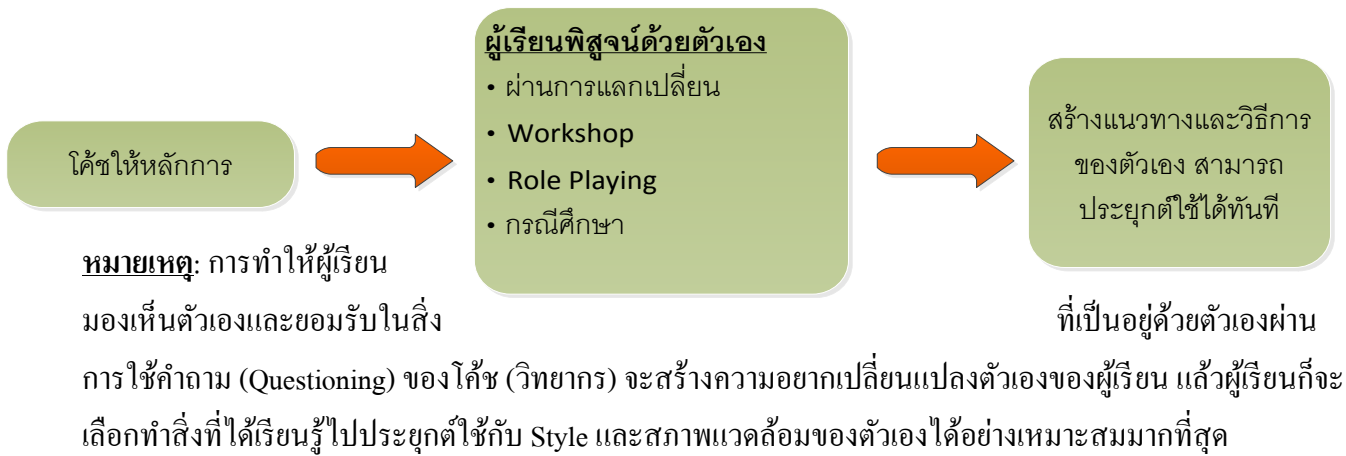 โค้ชให้หลักการ
ผู้เรียนพิสูจน์ด้วยตัวเอง
• ผ่านการแลกเปลี่ยน
• Workshop
• Role Playing
• กรณีศึกษา
สร้างแนวทางและวิธีการ
ของตัวเอง สามารถ
ประยุกต์ใช้ได้ทันที
หมายเหตุ: การทำให้ผู้เรียน
มองเห็นตัวเองและยอมรับในสิ่ง ที่เป็นอยู่ด้วยตัวเองผ่าน
การใช้คำถาม (Questioning) ของโค้ช (วิทยากร) จะสร้างความอยากเปลี่ยนแปลงตัวเองของผู้เรียน แล้วผู้เรียนก็จะ
เลือกทำสิ่งที่ได้เรียนรู้ไปประยุกต์ใช้กับ Style และสภาพแวดล้อมของตัวเองได้อย่างเหมาะสมมากที่สุด